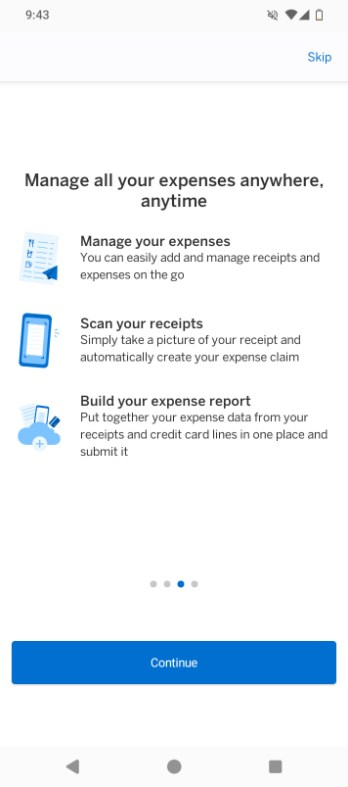 9:43
Skip
Manage all your expenses anywhere,
anytime
Manage your expenses
You can easily add and manage receipts and
expenses on the go
Scan your receipts
Simply take a picture of your receipt and
automatically create your expense claim
Build your expense report
Put together your expense data from your
receipts and credit card lines in one place and
submit it
Continue